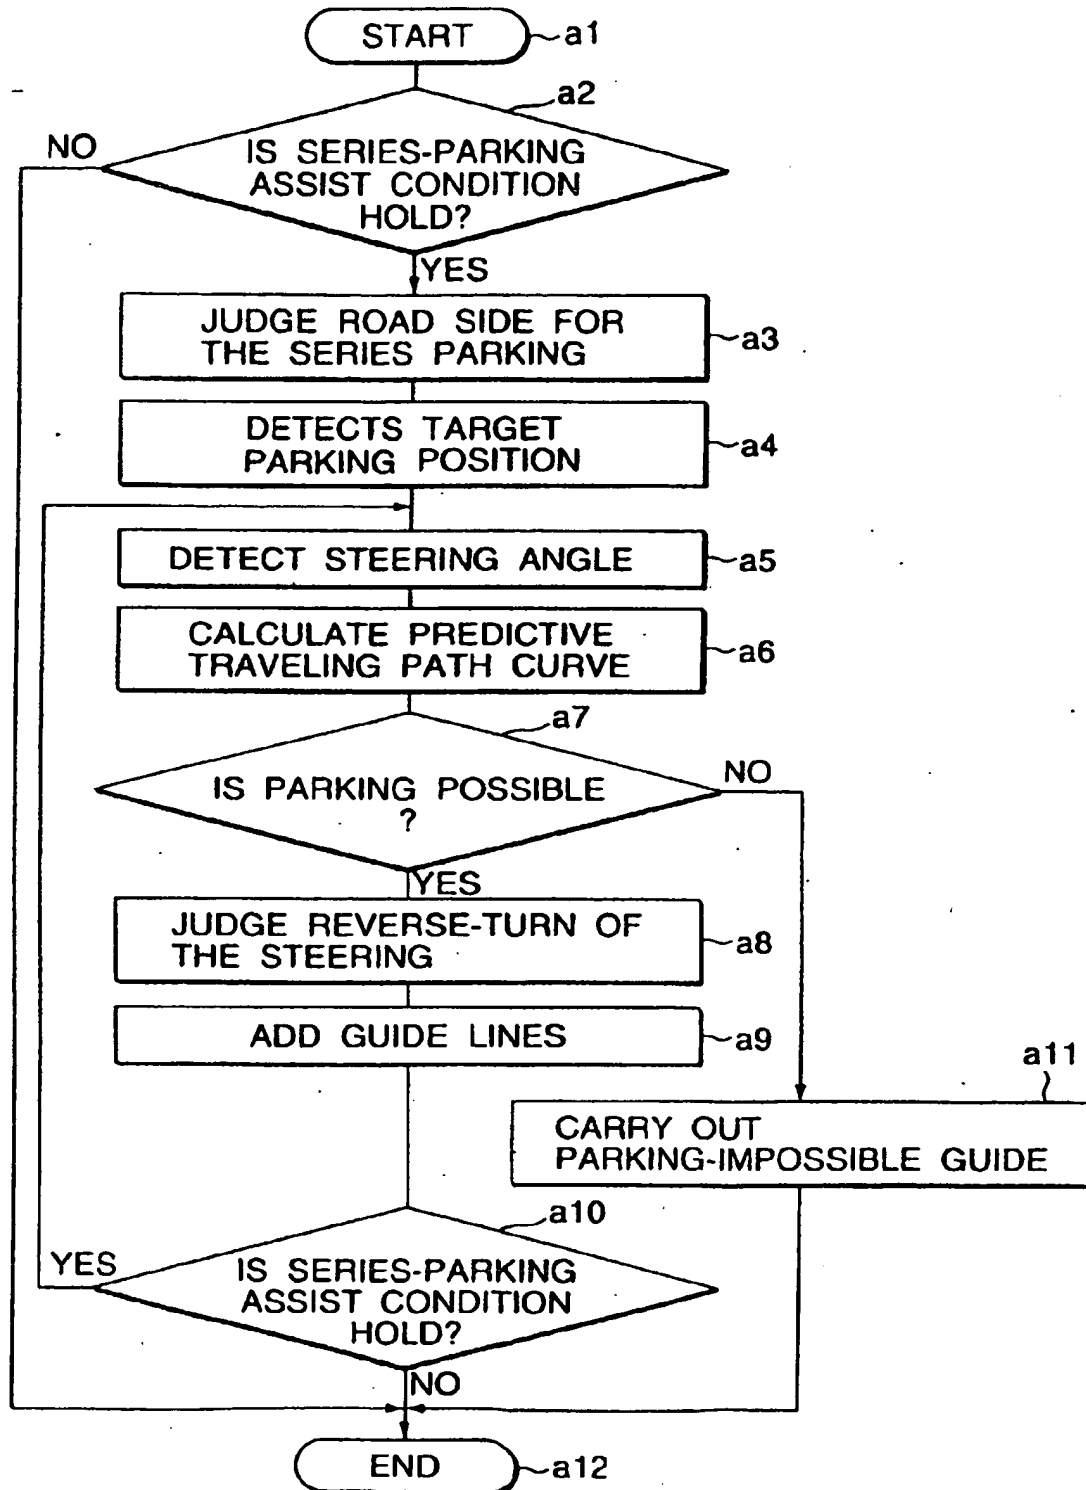 START
a1
a2
NO
IS SERIES-PARKING
ASSIST CONDITION
HOLD?
YES
JUDGE ROAD SIDE FOR
THE SERIES PARKING
a3
DETECTS TARGET
PARKING POSITION
a4
DETECT STEERING ANGLE
a5
CALCULATE PREDICTIVE
TRAVELING PATH CURVE
a6
a7
IS PARKING POSSIBLE
?
NO
YES
JUDGE REVERSE-TURN OF
THE STEERING
a8
ADD GUIDE LINES
a9
a11
CARRY OUT
PARKING-IMPOSSIBLE GUIDE
a10
YES
IS SERIES-PARKING
ASSIST CONDITION
HOLD?
NO
END
a12